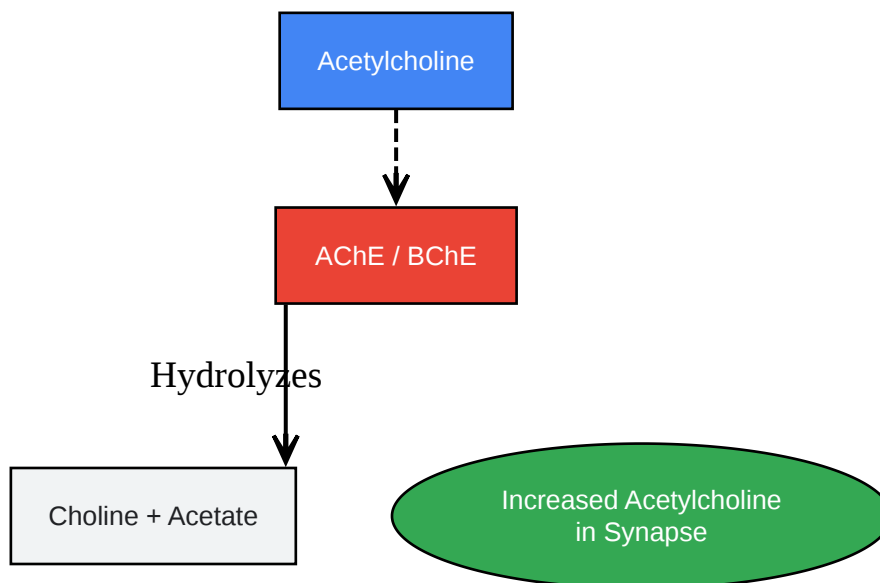 Acetylcholine
AChE / BChE
Hydrolyzes
Choline + Acetate
Increased Acetylcholine
in Synapse